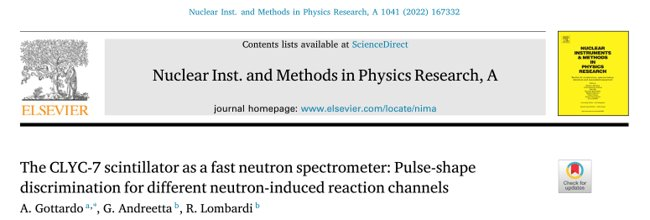 Nuclear Inst. and Methods in Physics Research, A 1041 (2022) 167332
Contents lists available at ScienceDirect
Nuclear Inst. and Methods in Physics Research, A
journal homepage: www.elsevier.com/locate/nima
ELSEVIER
NUCLEAR
INSTRUMENTS
& METHODS
IN
PHYSICS
RESEARCH
The CLYC-7 scintillator as a fast neutron spectrometer: Pulse-shape
discrimination for different neutron-induced reaction channels
Check for
updates
A. Gottardo a,*, G. Andreetta b, R. Lombardi b